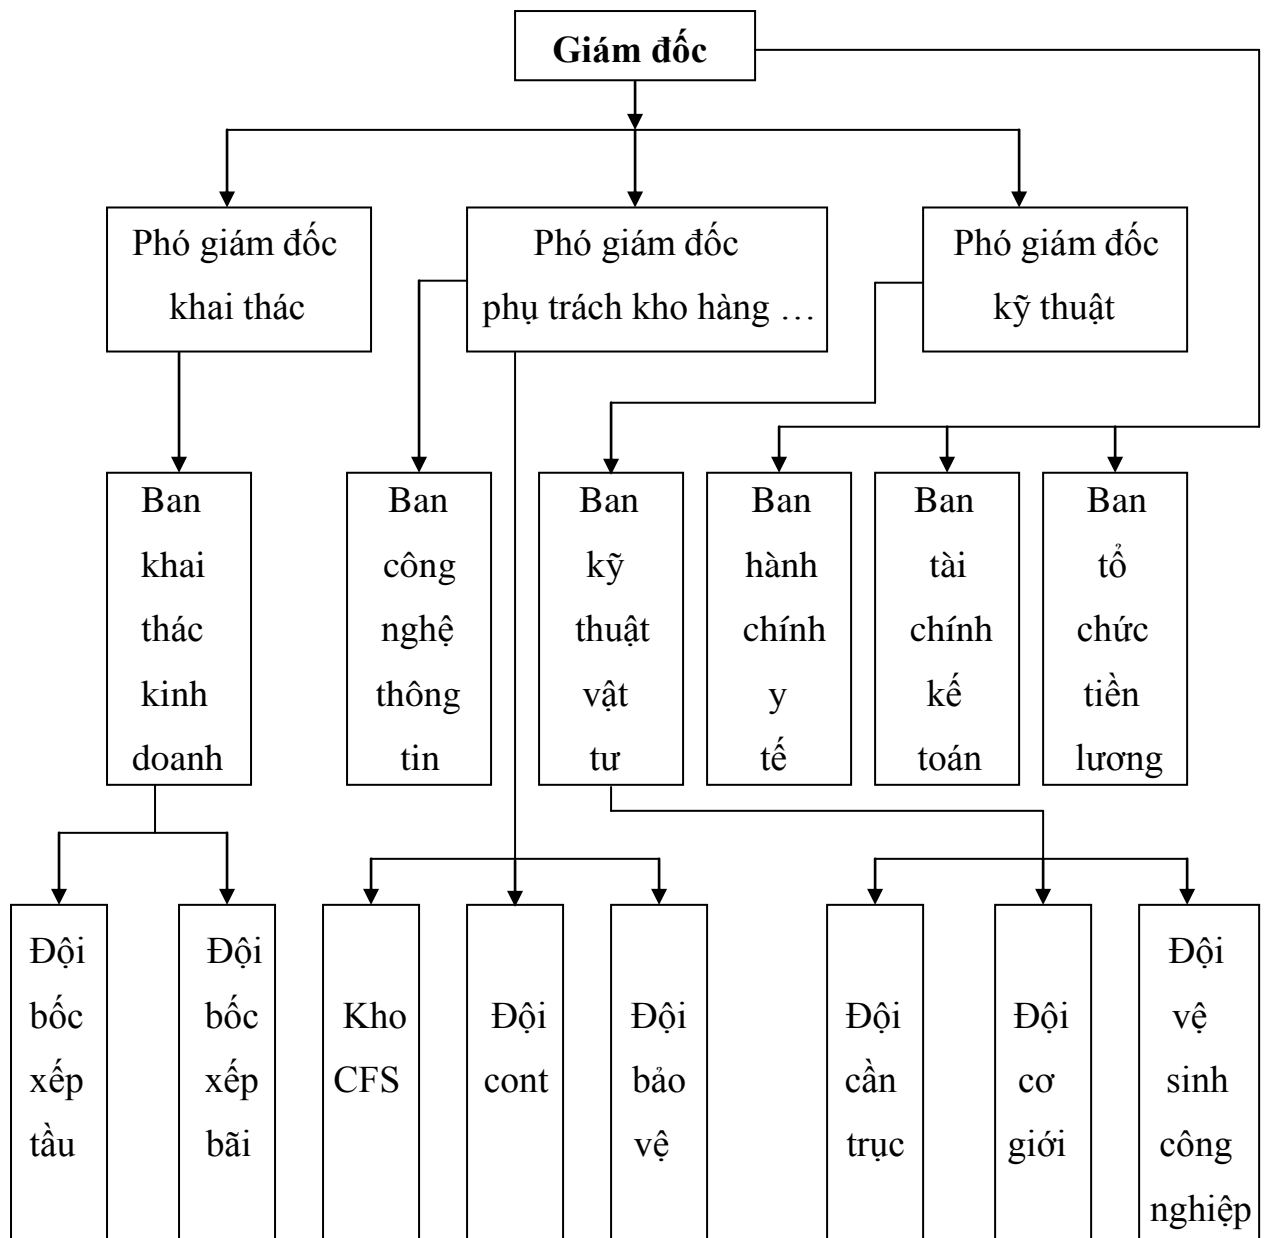 Giám đốc
Phó giám đốc
khai thác
Phó giám đốc
phụ trách kho hàng …
Phó giám đốc
kỹ thuật
Ban
khai
thác
kinh
doanh
Ban
công
nghệ
thông
tin
Ban
kỹ
thuật
vật
tư
Ban
hành
chính
y
tế
Ban
tài
chính
kế
toán
Ban
tổ
chức
tiền
lương
Đội
bốc
xếp
tầu
Đội
bốc
xếp
bãi
Kho
CFS
Đội
cont
Đội
bảo
vệ
Đội
cần
trục
Đội
cơ
giới
Đội
vệ
sinh
công
nghiệp